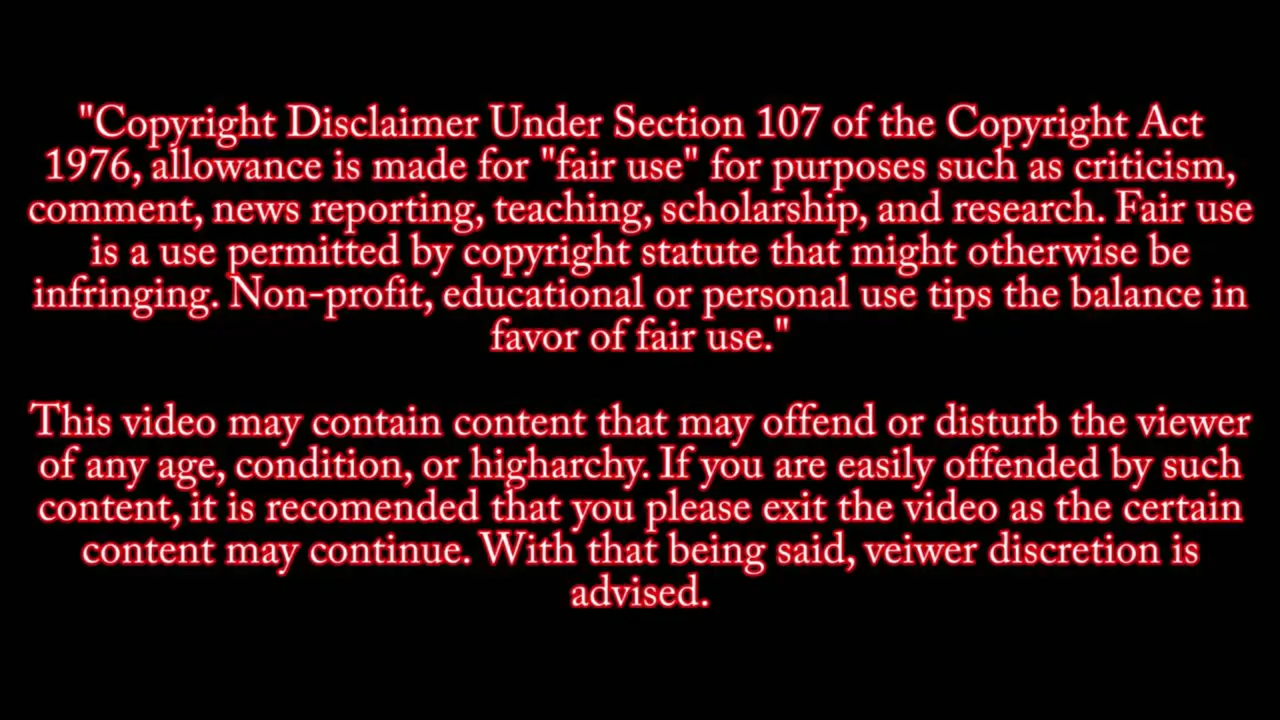 "Copyright Disclaimer Under Section 107 of the Copyright Act
1976, allowance is made for "fair use" for purposes such as criticism,
comment, news reporting, teaching, scholarship, and research. Fair use
is a use permitted by copyright statute that might otherwise be
infringing. Non-profit, educational or personal use tips the balance in
favor of fair use."
This video may contain content that may offend or disturb the viewer
of any age, condition, or higharchy. If you are easily offended by such
content, it is recomended that you please exit the video as the certain
content may continue. With that being said, veiwer discretion is
advised.